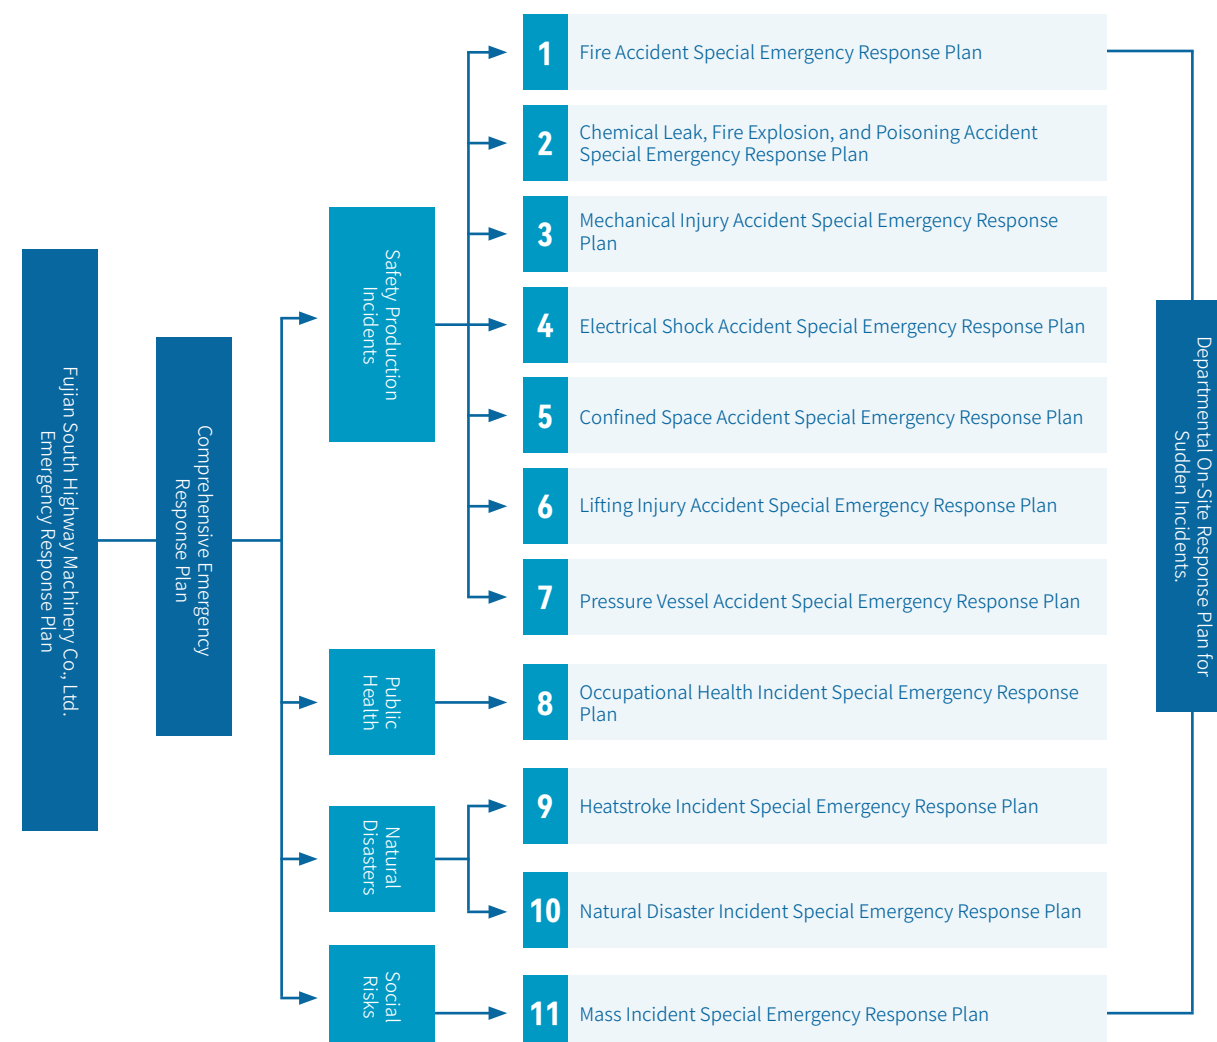 Fujian South Highway Machinery Co., Ltd.
Emergency Response Plan
Comprehensive Emergency
Response Plan
Safety Production
Incidents
1
Fire Accident Special Emergency Response Plan
2
Chemical Leak, Fire Explosion, and Poisoning Accident
Special Emergency Response Plan
3
Mechanical Injury Accident Special Emergency Response
Plan
4
Electrical Shock Accident Special Emergency Response Plan
5
Confined Space Accident Special Emergency Response Plan
6
Lifting Injury Accident Special Emergency Response Plan
7
Pressure Vessel Accident Special Emergency Response Plan
Public
Health
8
Occupational Health Incident Special Emergency Response
Plan
Natural
Disasters
9
Heatstroke Incident Special Emergency Response Plan
10
Natural Disaster Incident Special Emergency Response Plan
Social
Risks
11
Mass Incident Special Emergency Response Plan
Departmental On-Site Response Plan for
Sudden Incidents.